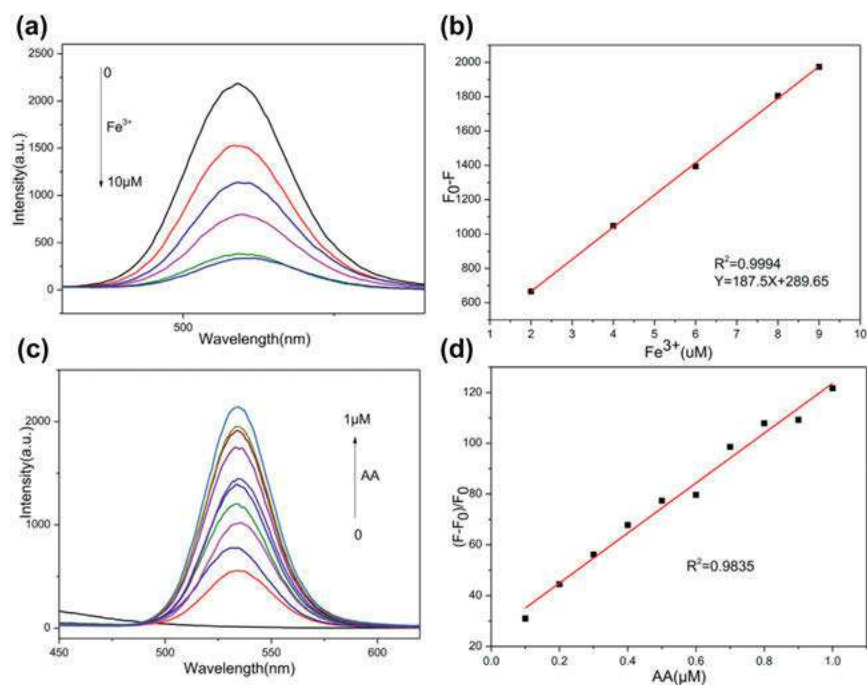 (a)
2500
2000
1500
1000
500
0
Intensity(a.u.)
0
Fe³⁺
10μM
500
Wavelength(nm)
(b)
2000
1800
1600
1400
1200
1000
800
600
F₀-F
R²=0.9994
Y=187.5X+289.65
1 2 3 4 5 6 7 8 9 10
Fe³⁺(uM)
(c)
2000
1000
0
Intensity(a.u.)
1μM
AA
0
450 500 550 600
Wavelength(nm)
(d)
120
100
80
60
40
20
(F-F₀)/F₀
R²=0.9835
0.0 0.2 0.4 0.6 0.8 1.0
AA(μM)